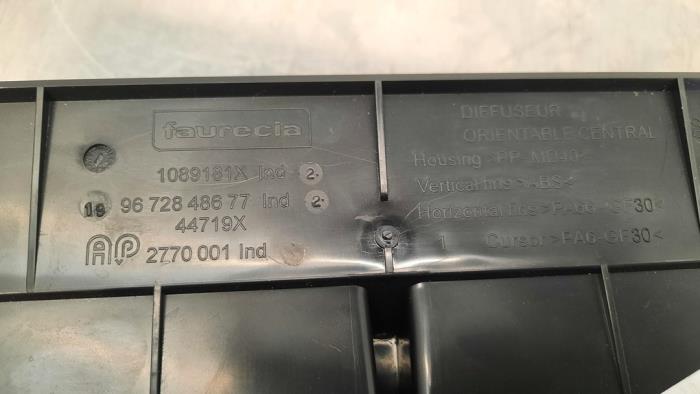 faurecia
1089181X Ind 2-
19 96 728 486 77 Ind 2-
44719X
AP 2770 001 Ind
DIFFUSEUR
ORIENTABLE CENTRAL
Housing >PP-MD40<
Vertical fins >ABS<
Horizontal fins >PA66-GF30<
1 Cursor >PA6-GF30<